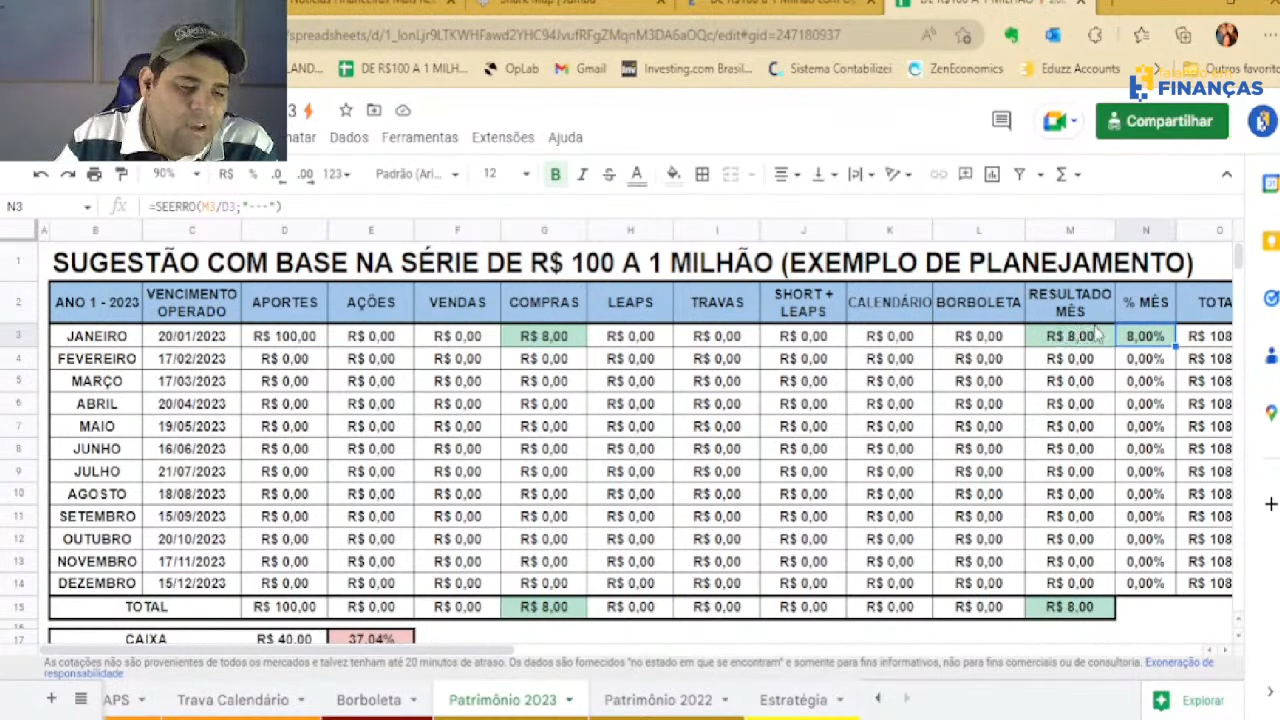 /spreadsheets/d/1_lonLjr9LTKWHFawd2YHC94JvufRFgZMqnM3DA6aOQc/edit#gid=247180937
DE R$100 A 1 MILH... OpLab Gmail Investing.com Brasil... Sistema Contabilizei ZenEconomics Eduzz Accounts Outros favoritos
FINANÇAS
3
Compartilhar
matar Dados Ferramentas Extensões Ajuda
90% R$ % .0 .00 123 Padrão (Ari... 12 B I S A
N3 fx =SEERRO(M3/D3;"---")
A B C D E F G H I J K L M N O
1 SUGESTÃO COM BASE NA SÉRIE DE R$ 100 A 1 MILHÃO (EXEMPLO DE PLANEJAMENTO)
2 ANO 1 - 2023 VENCIMENTO OPERADO APORTES AÇÕES VENDAS COMPRAS LEAPS TRAVAS SHORT + LEAPS CALENDÁRIO BORBOLETA RESULTADO MÊS % MÊS TOTA
3 JANEIRO 20/01/2023 R$ 100,00 R$ 0,00 R$ 0,00 R$ 8,00 R$ 0,00 R$ 0,00 R$ 0,00 R$ 0,00 R$ 0,00 R$ 8,00 8,00% R$ 108
4 FEVEREIRO 17/02/2023 R$ 0,00 R$ 0,00 R$ 0,00 R$ 0,00 R$ 0,00 R$ 0,00 R$ 0,00 R$ 0,00 R$ 0,00 R$ 0,00 0,00% R$ 108
5 MARÇO 17/03/2023 R$ 0,00 R$ 0,00 R$ 0,00 R$ 0,00 R$ 0,00 R$ 0,00 R$ 0,00 R$ 0,00 R$ 0,00 R$ 0,00 0,00% R$ 108
6 ABRIL 20/04/2023 R$ 0,00 R$ 0,00 R$ 0,00 R$ 0,00 R$ 0,00 R$ 0,00 R$ 0,00 R$ 0,00 R$ 0,00 R$ 0,00 0,00% R$ 108
7 MAIO 19/05/2023 R$ 0,00 R$ 0,00 R$ 0,00 R$ 0,00 R$ 0,00 R$ 0,00 R$ 0,00 R$ 0,00 R$ 0,00 R$ 0,00 0,00% R$ 108
8 JUNHO 16/06/2023 R$ 0,00 R$ 0,00 R$ 0,00 R$ 0,00 R$ 0,00 R$ 0,00 R$ 0,00 R$ 0,00 R$ 0,00 R$ 0,00 0,00% R$ 108
9 JULHO 21/07/2023 R$ 0,00 R$ 0,00 R$ 0,00 R$ 0,00 R$ 0,00 R$ 0,00 R$ 0,00 R$ 0,00 R$ 0,00 R$ 0,00 0,00% R$ 108
10 AGOSTO 18/08/2023 R$ 0,00 R$ 0,00 R$ 0,00 R$ 0,00 R$ 0,00 R$ 0,00 R$ 0,00 R$ 0,00 R$ 0,00 R$ 0,00 0,00% R$ 108
11 SETEMBRO 15/09/2023 R$ 0,00 R$ 0,00 R$ 0,00 R$ 0,00 R$ 0,00 R$ 0,00 R$ 0,00 R$ 0,00 R$ 0,00 R$ 0,00 0,00% R$ 108
12 OUTUBRO 20/10/2023 R$ 0,00 R$ 0,00 R$ 0,00 R$ 0,00 R$ 0,00 R$ 0,00 R$ 0,00 R$ 0,00 R$ 0,00 R$ 0,00 0,00% R$ 108
13 NOVEMBRO 17/11/2023 R$ 0,00 R$ 0,00 R$ 0,00 R$ 0,00 R$ 0,00 R$ 0,00 R$ 0,00 R$ 0,00 R$ 0,00 R$ 0,00 0,00% R$ 108
14 DEZEMBRO 15/12/2023 R$ 0,00 R$ 0,00 R$ 0,00 R$ 0,00 R$ 0,00 R$ 0,00 R$ 0,00 R$ 0,00 R$ 0,00 R$ 0,00 0,00% R$ 108
15 TOTAL R$ 100,00 R$ 0,00 R$ 0,00 R$ 8,00 R$ 0,00 R$ 0,00 R$ 0,00 R$ 0,00 R$ 0,00 R$ 8,00
17 CAIXA R$ 40,00 37,04%
As cotações não são provenientes de todos os mercados e talvez tenham até 20 minutos de atraso. Os dados são fornecidos "no estado em que se encontram" e somente para fins informativos, não para fins comerciais ou de consultoria. Exoneração de
responsabilidade
APS Trava Calendário Borboleta Patrimônio 2023 Patrimônio 2022 Estratégia Explorar